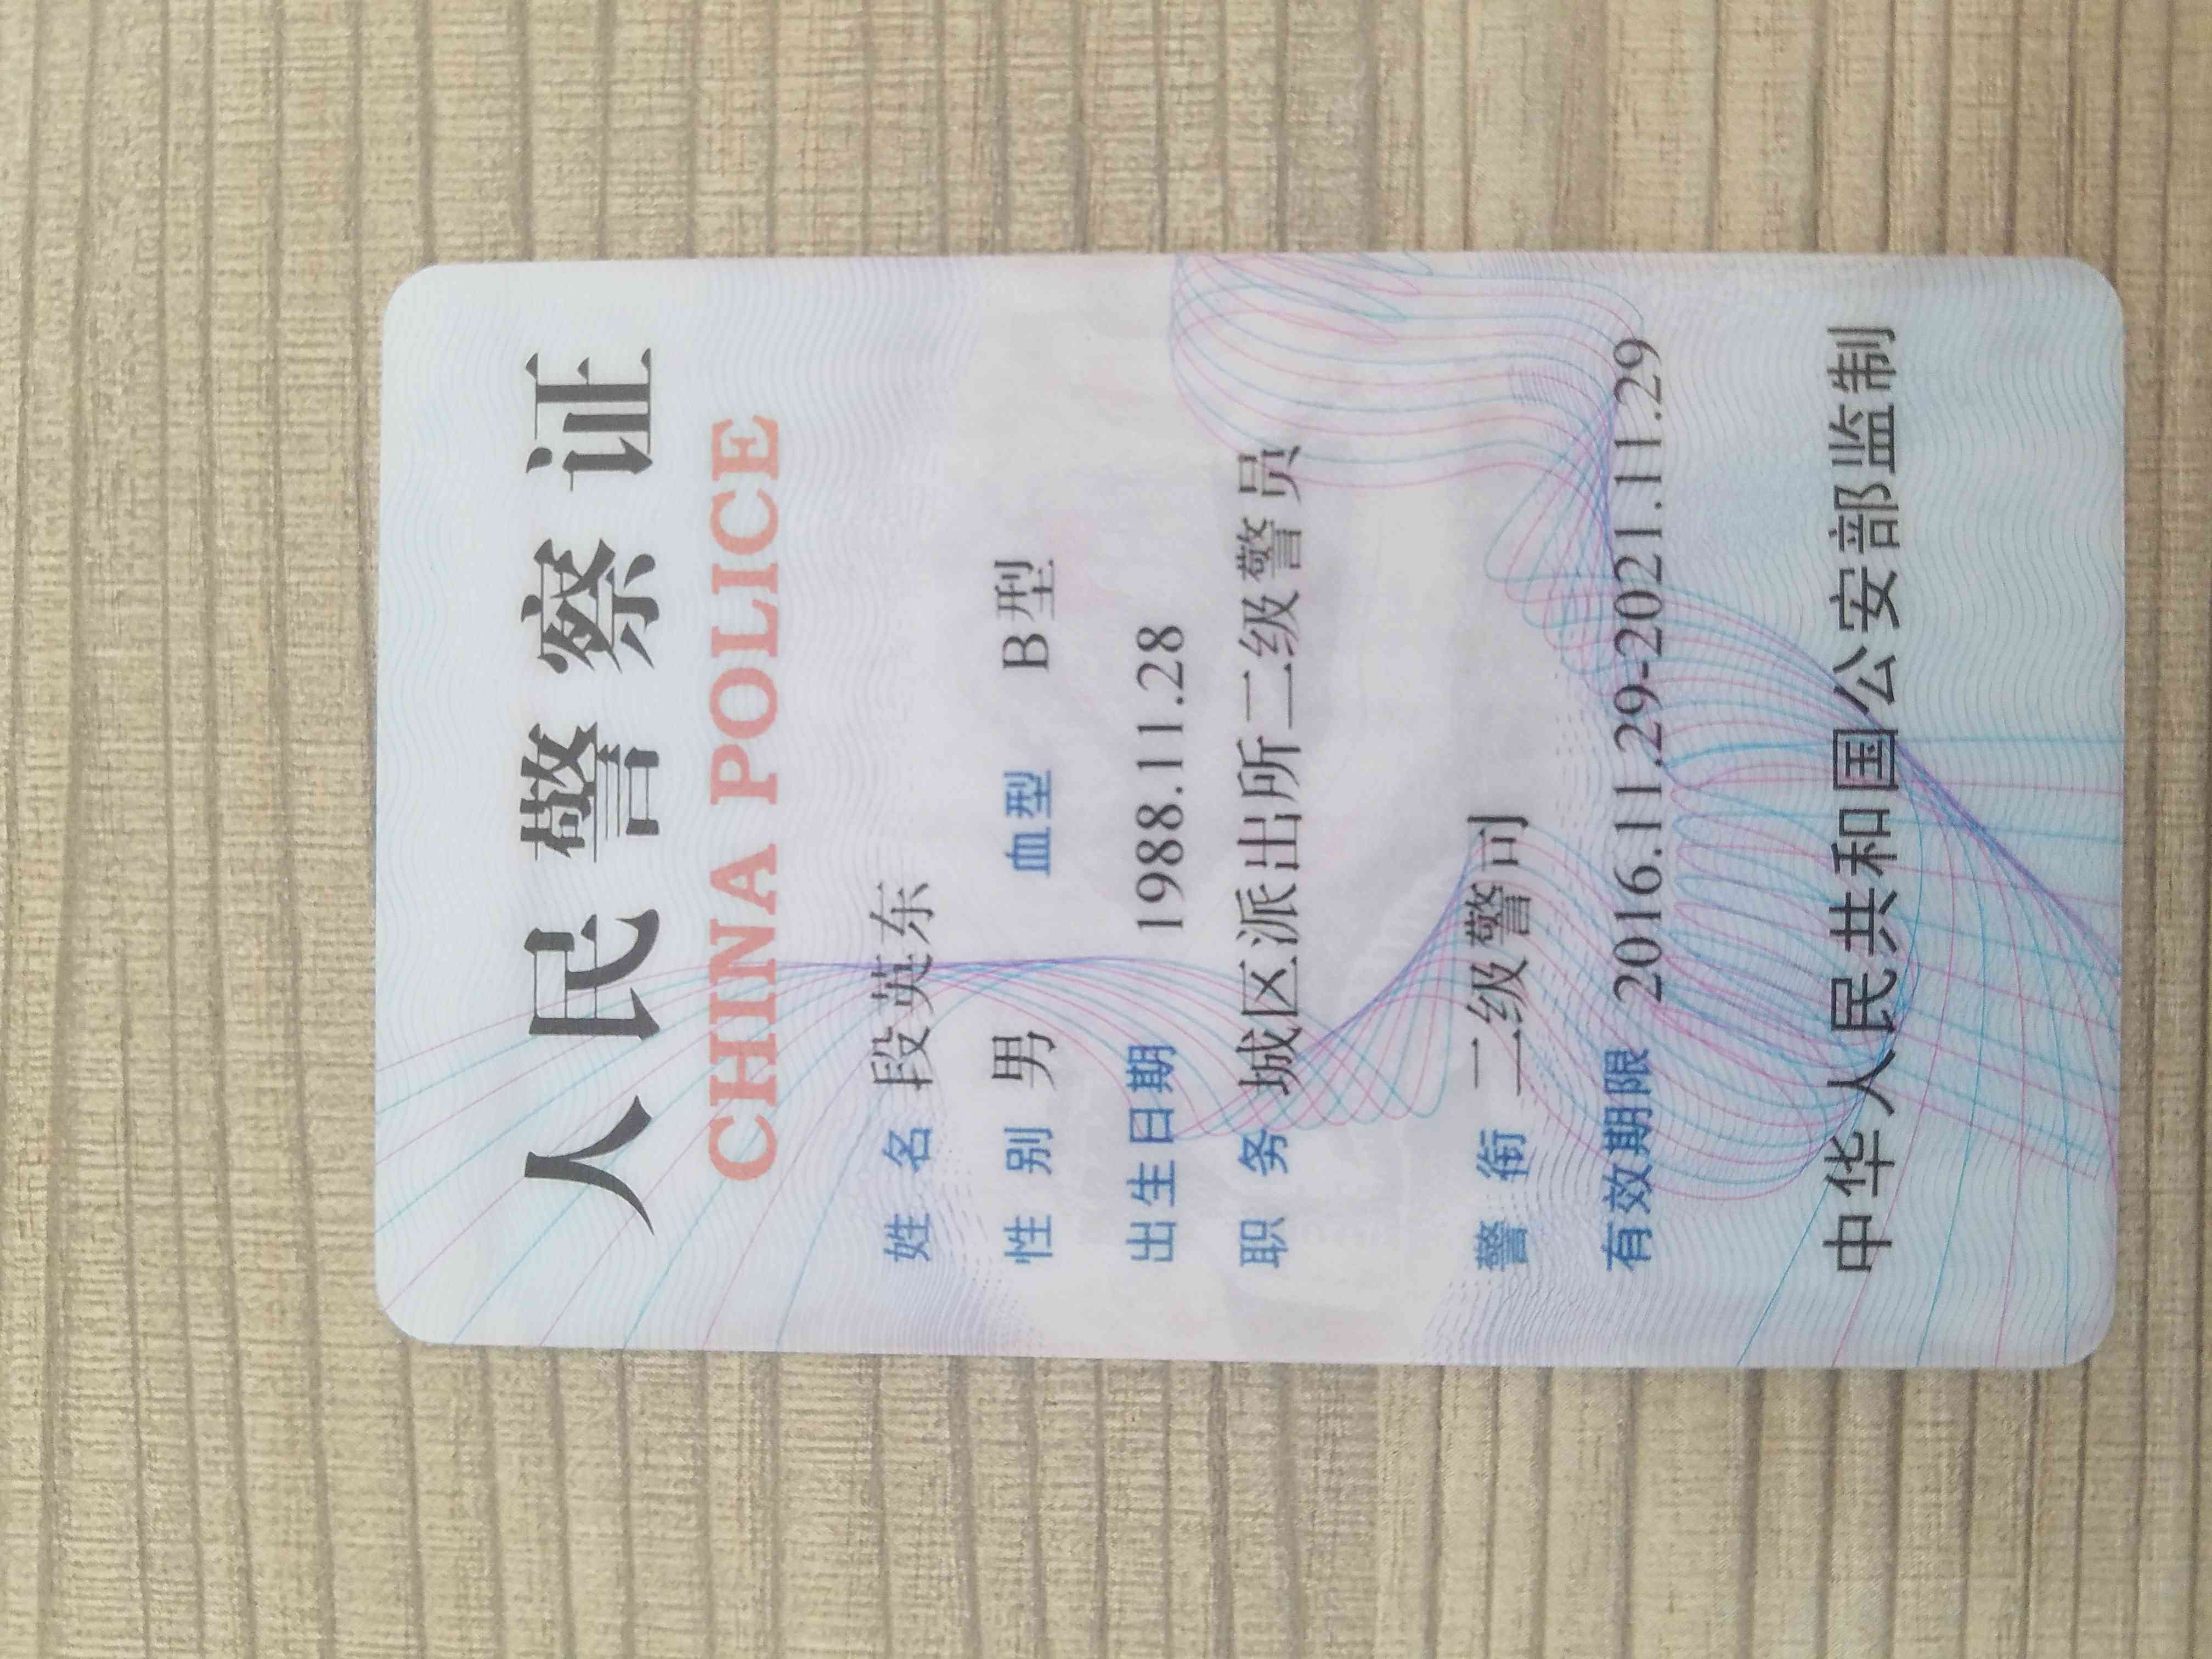 人民警察证
CHINA POLICE
姓 名 段英东
性 别 男 血型 B型
出生日期 1988.11.28
职 务 城区派出所二级警员
警 衔 二级警司
有效期限 2016.11.29-2021.11.29
中华人民共和国公安部监制